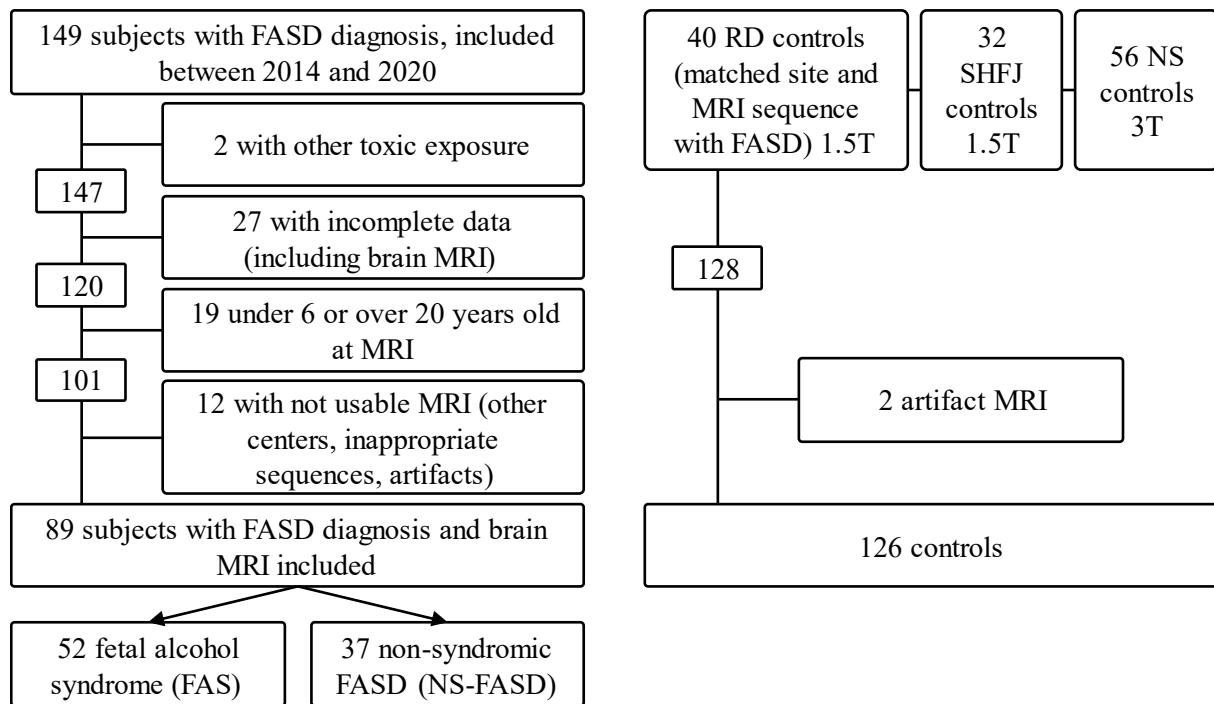 149 subjects with FASD diagnosis, included
between 2014 and 2020
2 with other toxic exposure
147
27 with incomplete data
(including brain MRI)
120
19 under 6 or over 20 years old
at MRI
101
12 with not usable MRI (other
centers, inappropriate
sequences, artifacts)
89 subjects with FASD diagnosis and brain
MRI included
52 fetal alcohol
syndrome (FAS)
37 non-syndromic
FASD (NS-FASD)
40 RD controls
(matched site and
MRI sequence
with FASD) 1.5T
32
SHFJ
controls
1.5T
56 NS
controls
3T
128
2 artifact MRI
126 controls